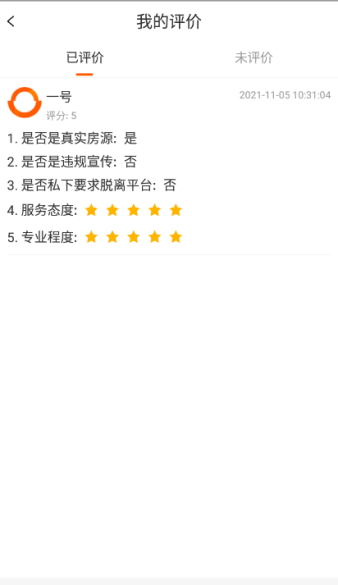 我的评价
已评价 未评价
一号 2021-11-05 10:31:04
评分: 5
1. 是否是真实房源: 是
2. 是否是违规宣传: 否
3. 是否私下要求脱离平台: 否
4. 服务态度:
5. 专业程度: